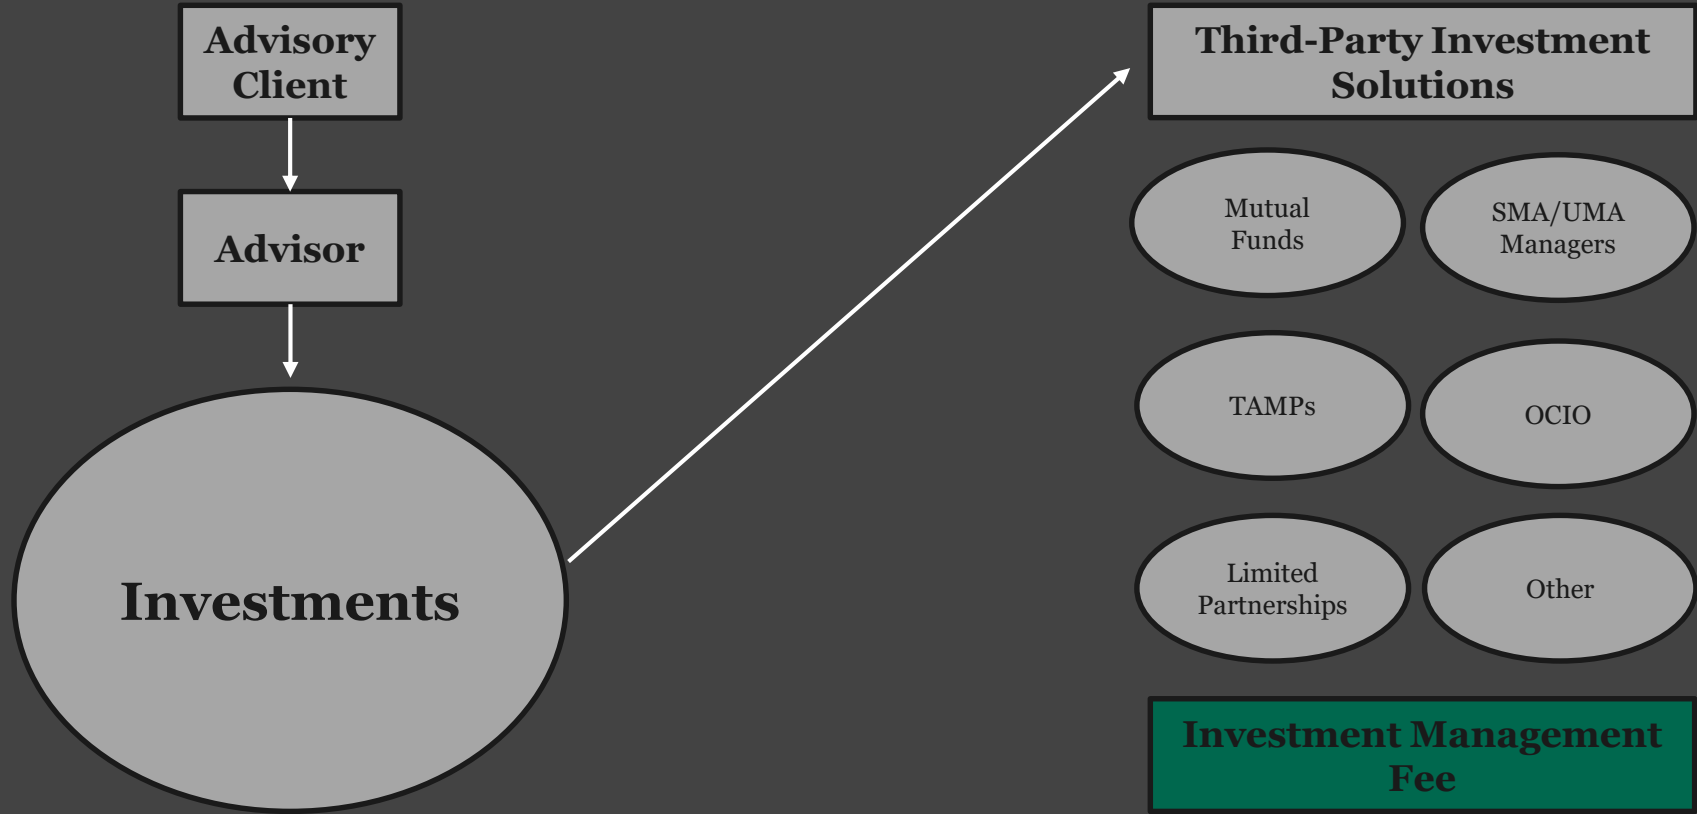 Advisory
Client
Advisor
Investments
Third-Party Investment
Solutions
Mutual
Funds
SMA/UMA
Managers
TAMPs
OCIO
Limited
Partnerships
Other
Investment Management
Fee